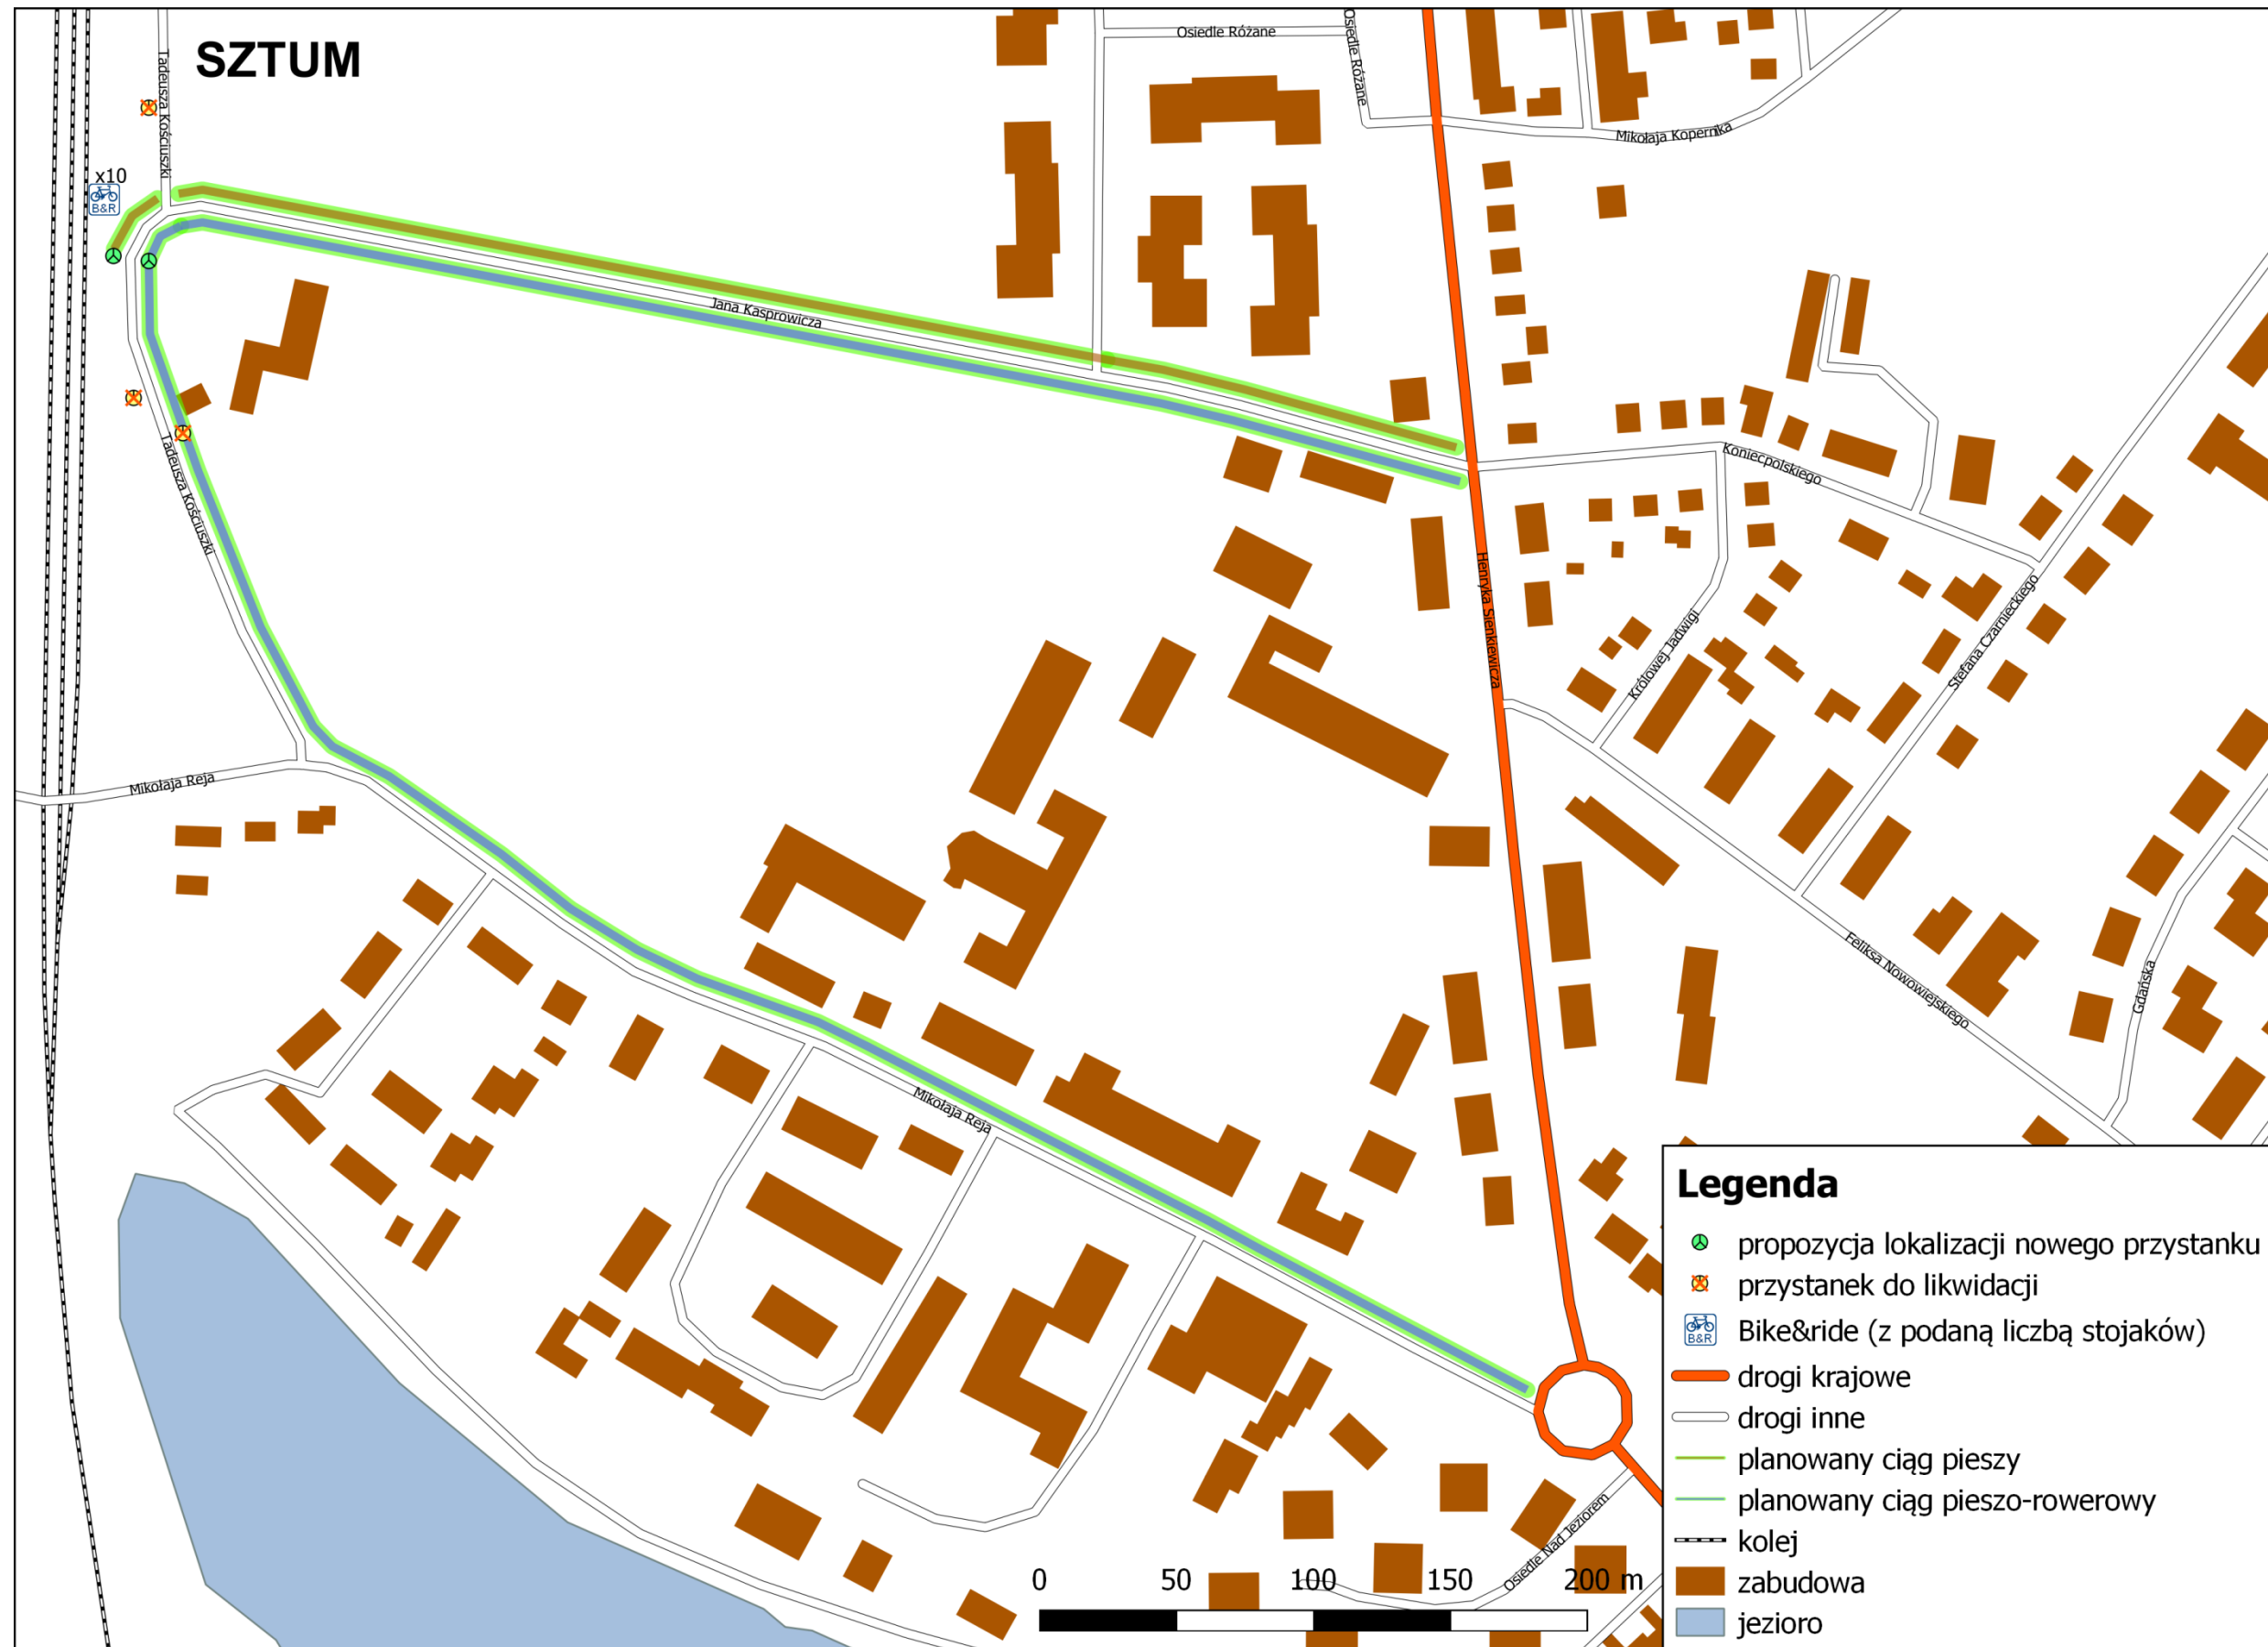 SZTUM
Osiedle Różane
Osiedle Różane
Tadeusza Kościuszki
Mikołaja Kopernika
x10
B&R
Jana Kasprowicza
Koniecpolskiego
Tadeusza Kościuszki
Henryka Sienkiewicza
Królowej Jadwigi
Stefana Czarnieckiego
Mikołaja Reja
Feliksa Nowowiejskiego
Gdańska
Mikołaja Reja
Osiedle Nad Jeziorem
0 50 100 150 200 m
Legenda
propozycja lokalizacji nowego przystanku
przystanek do likwidacji
B&R
Bike&ride (z podaną liczbą stojaków)
drogi krajowe
drogi inne
planowany ciąg pieszy
planowany ciąg pieszo-rowerowy
kolej
zabudowa
jezioro